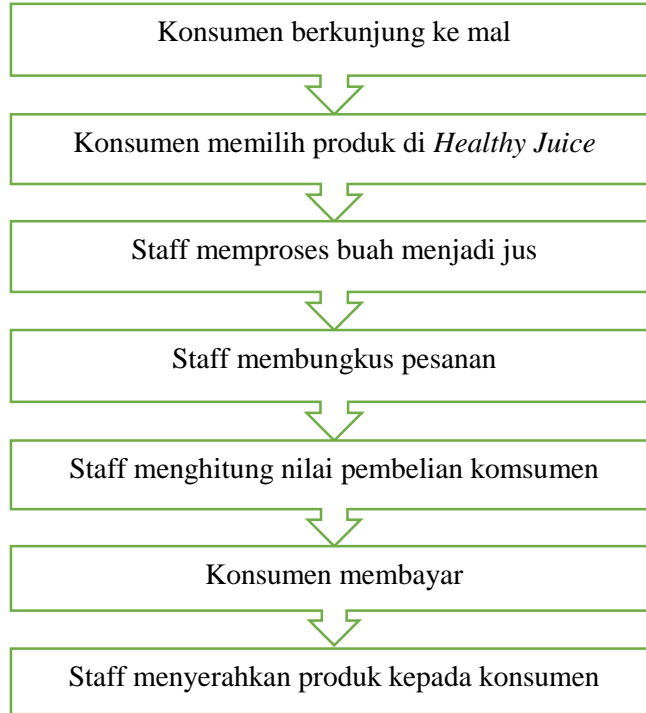 Konsumen berkunjung ke mal
Konsumen memilih produk di Healthy Juice
Staff memproses buah menjadi jus
Staff membungkus pesanan
Staff menghitung nilai pembelian komsumen
Konsumen membayar
Staff menyerahkan produk kepada konsumen